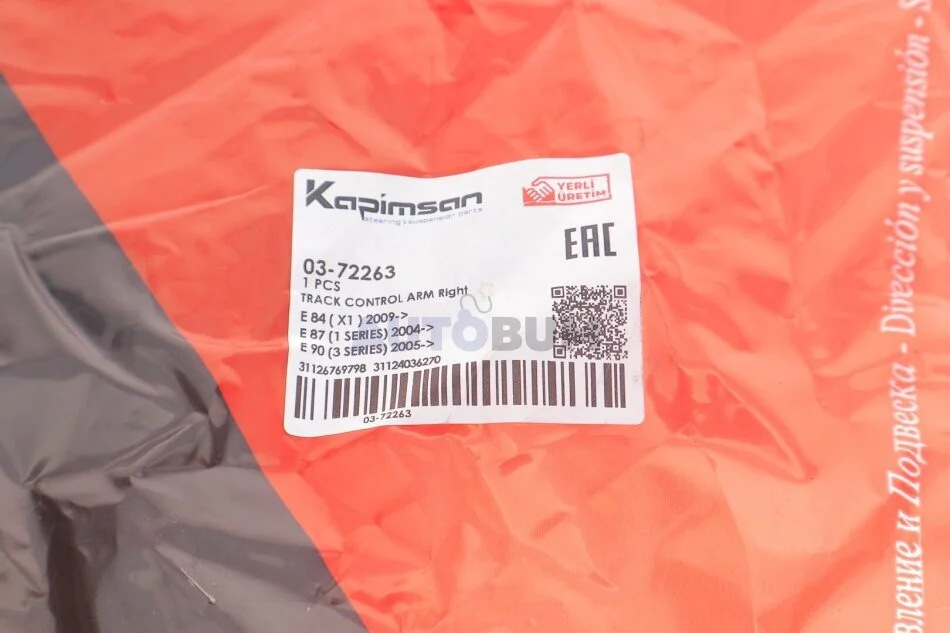 Kapimsan
steering & suspension parts
YERLİ
ÜRETİM
EAC
03-72263
1 PCS
TRACK CONTROL ARM Right
E 84 ( X1 ) 2009->
E 87 (1 SERIES) 2004->
E 90 (3 SERIES) 2005->
31126769798 31124036270
03-72263
вление и Подвеска - Dirección y suspensión - S